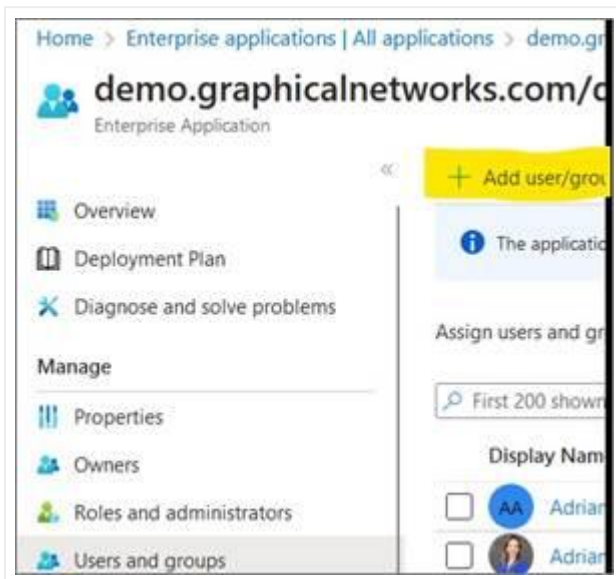 Home > Enterprise applications | All applications > demo.gr
demo.graphicalnetworks.com/c
Enterprise Application
«
+ Add user/grou
Overview
The applicatio
Deployment Plan
Diagnose and solve problems
Assign users and gr
Manage
First 200 shown
Properties
Display Nam
Owners
AA Adrian
Roles and administrators
Users and groups
Adrian